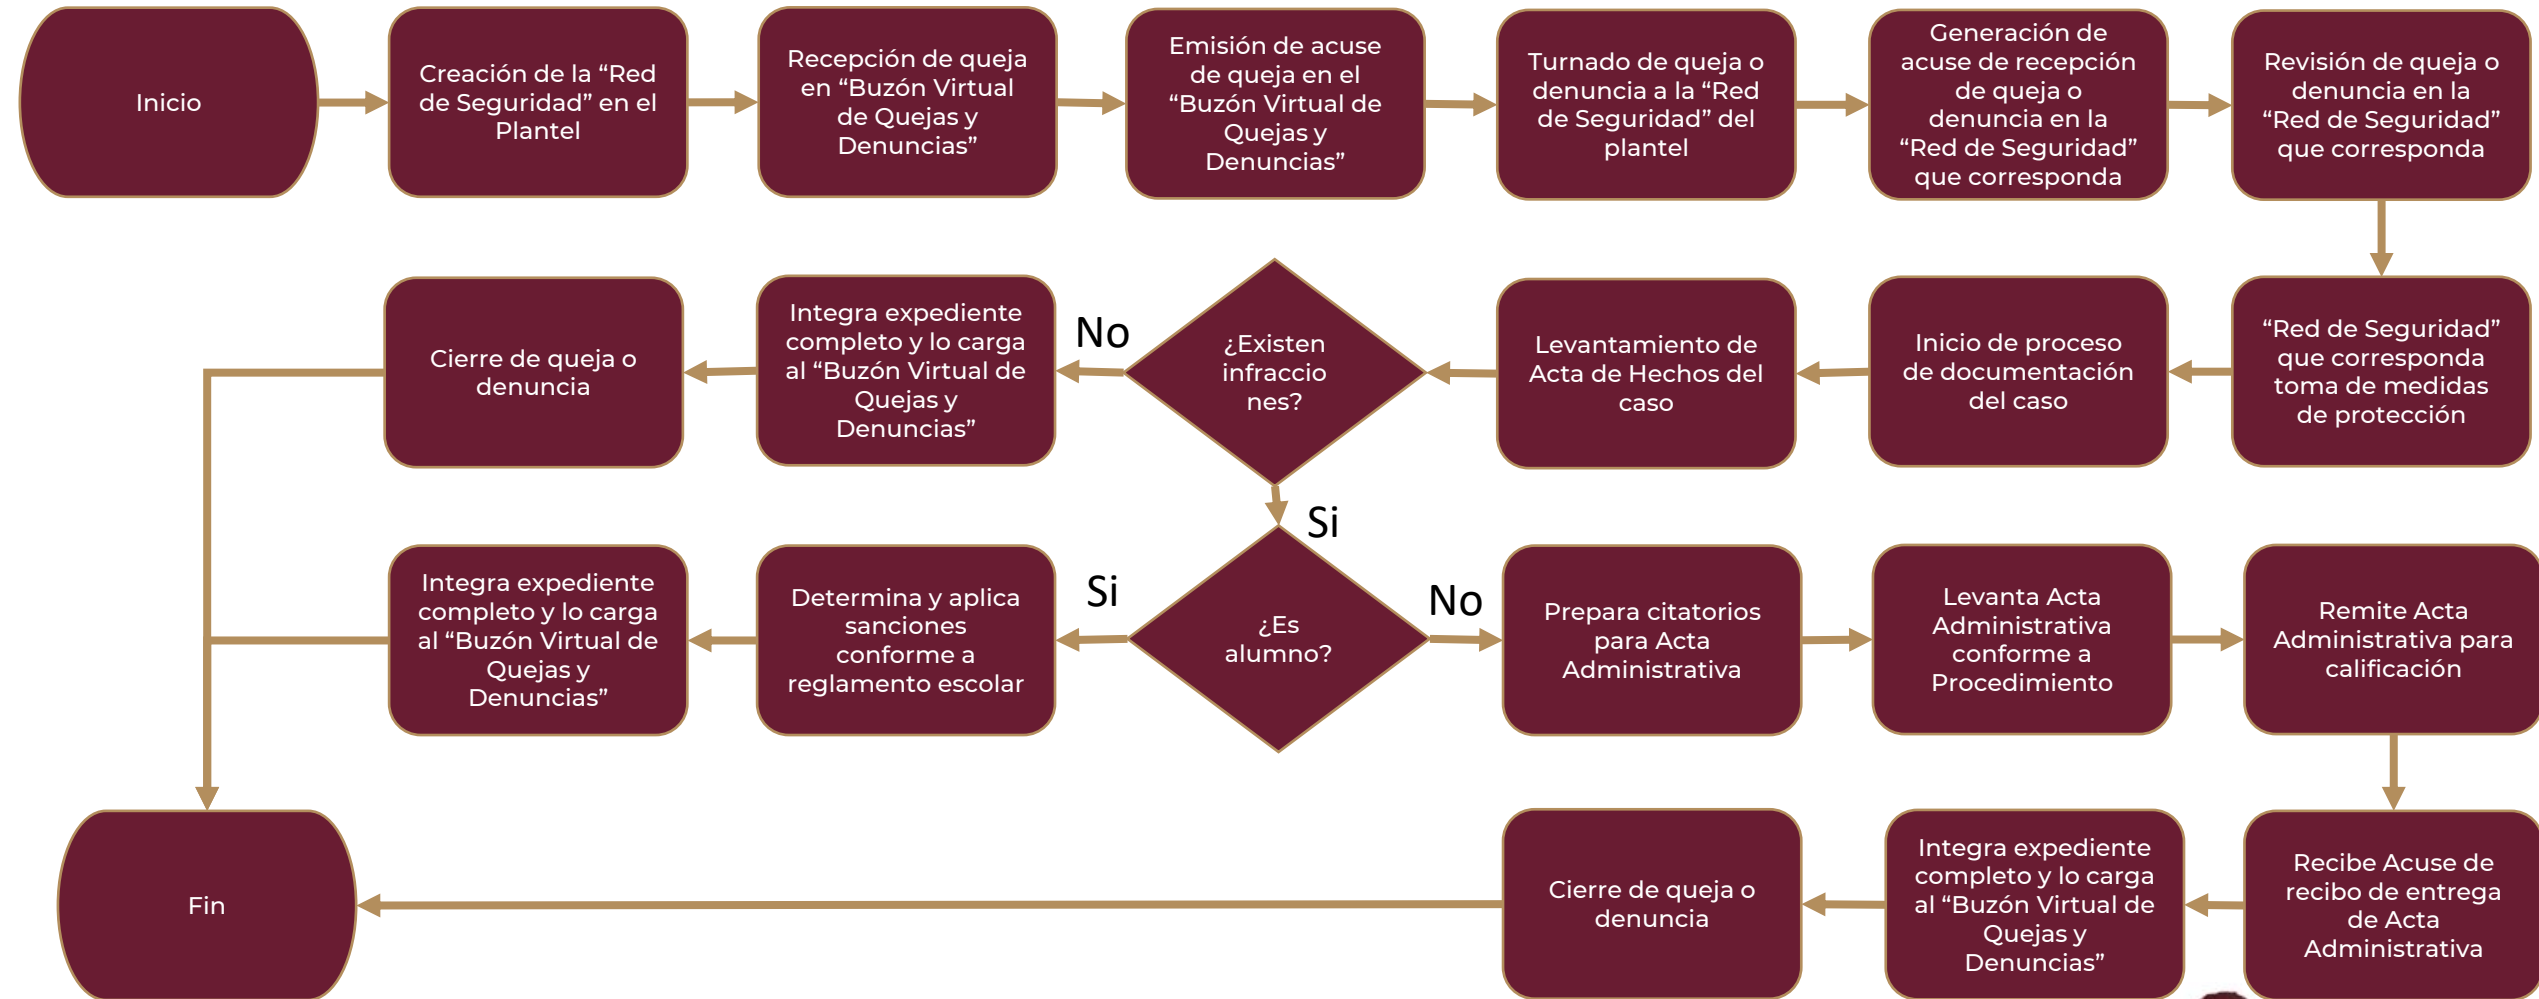 Inicio
Creación de la “Red
de Seguridad” en el
Plantel
Recepción de queja
en “Buzón Virtual
de Quejas y
Denuncias”
Emisión de acuse
de queja en el
“Buzón Virtual de
Quejas y
Denuncias”
Turnado de queja o
denuncia a la “Red
de Seguridad” del
plantel
Generación de
acuse de recepción
de queja o
denuncia en la
“Red de Seguridad”
que corresponda
Revisión de queja o
denuncia en la
“Red de Seguridad”
que corresponda
“Red de Seguridad”
que corresponda
toma de medidas
de protección
Inicio de proceso
de documentación
del caso
Levantamiento de
Acta de Hechos del
caso
¿Existen
infraccio
nes?
No
Integra expediente
completo y lo carga
al “Buzón Virtual de
Quejas y
Denuncias”
Cierre de queja o
denuncia
Si
¿Es
alumno?
Si
Determina y aplica
sanciones
conforme a
reglamento escolar
Integra expediente
completo y lo carga
al “Buzón Virtual de
Quejas y
Denuncias”
No
Prepara citatorios
para Acta
Administrativa
Levanta Acta
Administrativa
conforme a
Procedimiento
Remite Acta
Administrativa para
calificación
Recibe Acuse de
recibo de entrega
de Acta
Administrativa
Integra expediente
completo y lo carga
al “Buzón Virtual de
Quejas y
Denuncias”
Cierre de queja o
denuncia
Fin